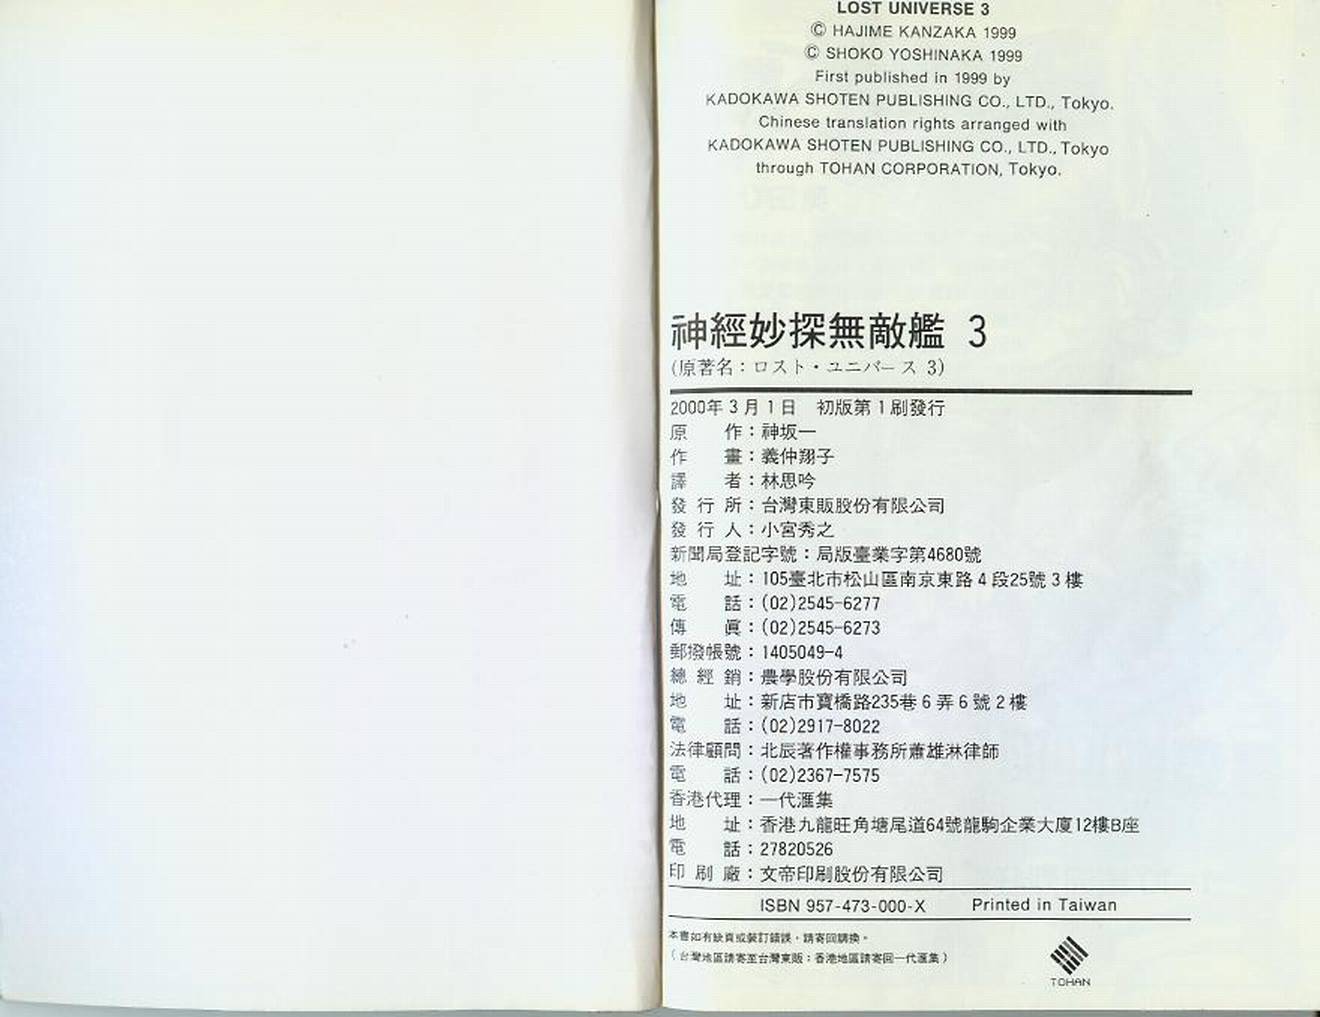 LOST UNIVERSE 3
© HAJIME KANZAKA 1999
© SHOKO YOSHINAKA 1999
First published in 1999 by
KADOKAWA SHOTEN PUBLISHING CO., LTD., Tokyo.
Chinese translation rights arranged with
KADOKAWA SHOTEN PUBLISHING CO., LTD., Tokyo
through TOHAN CORPORATION, Tokyo.
神經妙探無敵艦 3
(原著名：ロスト・ユニバース 3)
2000年3月1日 初版第1刷發行
原 作：神坂一
作 畫：義仲翔子
譯 者：林思吟
發 行 所：台灣東販股份有限公司
發 行 人：小宮秀之
新聞局登記字號：局版臺業字第4680號
地 址：105臺北市松山區南京東路4段25號3樓
電 話：(02)2545-6277
傳 眞：(02)2545-6273
郵撥帳號：1405049-4
總 經 銷：農學股份有限公司
地 址：新店市寶橋路235巷6弄6號2樓
電 話：(02)2917-8022
法律顧問：北辰著作權事務所蕭雄淋律師
電 話：(02)2367-7575
香港代理：一代滙集
地 址：香港九龍旺角塘尾道64號龍駒企業大廈12樓B座
電 話：27820526
印 刷 廠：文帝印刷股份有限公司
ISBN 957-473-000-X Printed in Taiwan
本書如有缺頁或裝訂錯誤，請寄回調換。
（台灣地區請寄至台灣東販；香港地區請寄回一代滙集）
TOHAN